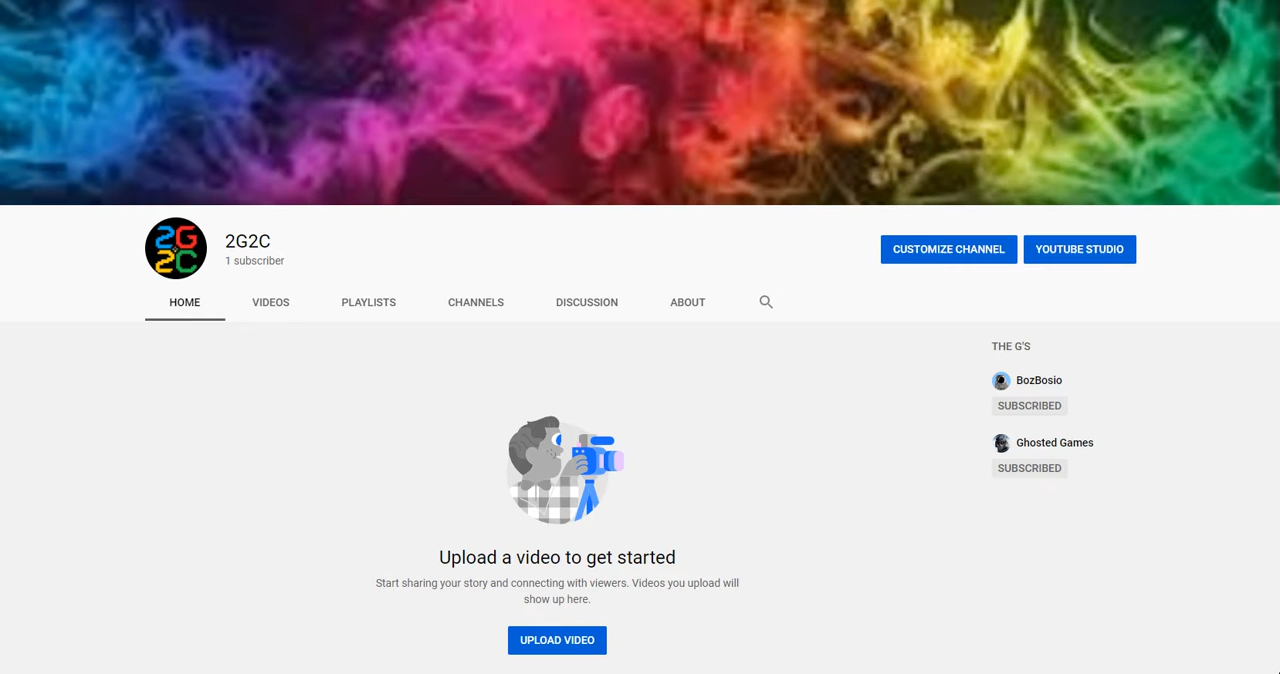 2G
2C
2G2C
1 subscriber
CUSTOMIZE CHANNEL
YOUTUBE STUDIO
HOME
VIDEOS
PLAYLISTS
CHANNELS
DISCUSSION
ABOUT
THE G'S
BozBosio
SUBSCRIBED
Ghosted Games
SUBSCRIBED
Upload a video to get started
Start sharing your story and connecting with viewers. Videos you upload will
show up here.
UPLOAD VIDEO